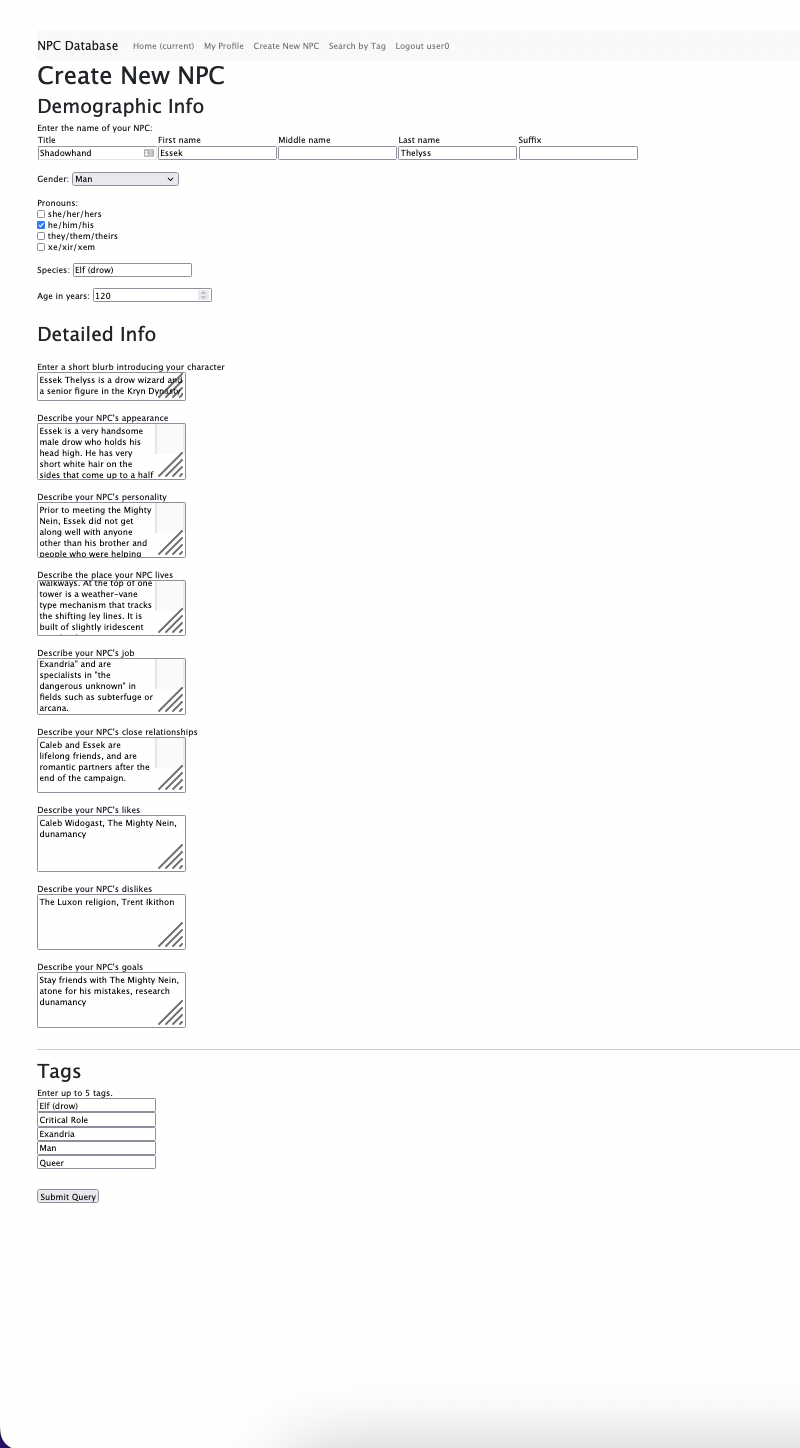 NPC Database Home (current) My Profile Create New NPC Search by Tag Logout user0
Create New NPC
Demographic Info
Enter the name of your NPC:
Title First name Middle name Last name Suffix
Shadowhand Essek Thelyss
Gender: Man
Pronouns:
she/her/hers
he/him/his
they/them/theirs
xe/xir/xem
Species: Elf (drow)
Age in years: 120
Detailed Info
Enter a short blurb introducing your character
Essek Thelyss is a drow wizard and
a senior figure in the Kryn Dynasty
Describe your NPC's appearance
Essek is a very handsome
male drow who holds his
head high. He has very
short white hair on the
sides that come up to a half
Describe your NPC's personality
Prior to meeting the Mighty
Nein, Essek did not get
along well with anyone
other than his brother and
people who were helping
Describe the place your NPC lives
walkways. At the top of one
tower is a weather-vane
type mechanism that tracks
the shifting ley lines. It is
built of slightly iridescent
Describe your NPC's job
Exandria" and are
specialists in "the
dangerous unknown" in
fields such as subterfuge or
arcana.
Describe your NPC's close relationships
Caleb and Essek are
lifelong friends, and are
romantic partners after the
end of the campaign.
Describe your NPC's likes
Caleb Widogast, The Mighty Nein,
dunamancy
Describe your NPC's dislikes
The Luxon religion, Trent Ikithon
Describe your NPC's goals
Stay friends with The Mighty Nein,
atone for his mistakes, research
dunamancy
Tags
Enter up to 5 tags.
Elf (drow)
Critical Role
Exandria
Man
Queer
Submit Query